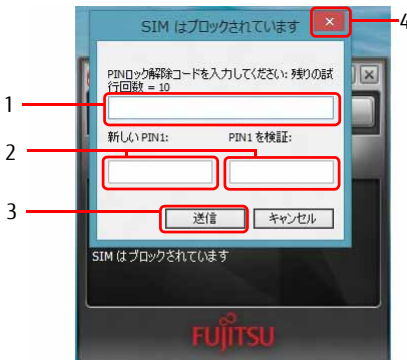 SIM はブロックされています
4
PINロック解除コードを入力してください: 残りの試
行回数 = 10
1
新しい PIN1:
PIN1 を検証:
2
3
送信
キャンセル
SIM はブロックされています
FUJITSU